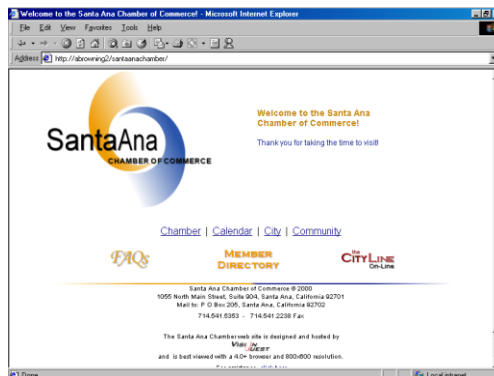 Welcome to the Santa Ana Chamber of Commerce! - Microsoft Internet Explorer
File Edit View Favorites Tools Help
Address http://abrowning2/santaanachamber/
Welcome to the Santa Ana
Chamber of Commerce!
Thank you for taking the time to visit!
SantaAna
CHAMBER OF COMMERCE
Chamber | Calendar | City | Community
FAQs
MEMBER
DIRECTORY
the
CITYLINE
On-Line
Santa Ana Chamber of Commerce © 2000
1055 North Main Street, Suite 904, Santa Ana, California 92701
Mail to: P O Box 205, Santa Ana, California 92702
714.541.5353 - 714.541.2238 Fax
The Santa Ana Chamber web site is designed and hosted by
VISION
QUEST
and is best viewed with a 4.0+ browser and 800x600 resolution.
Done Local intranet